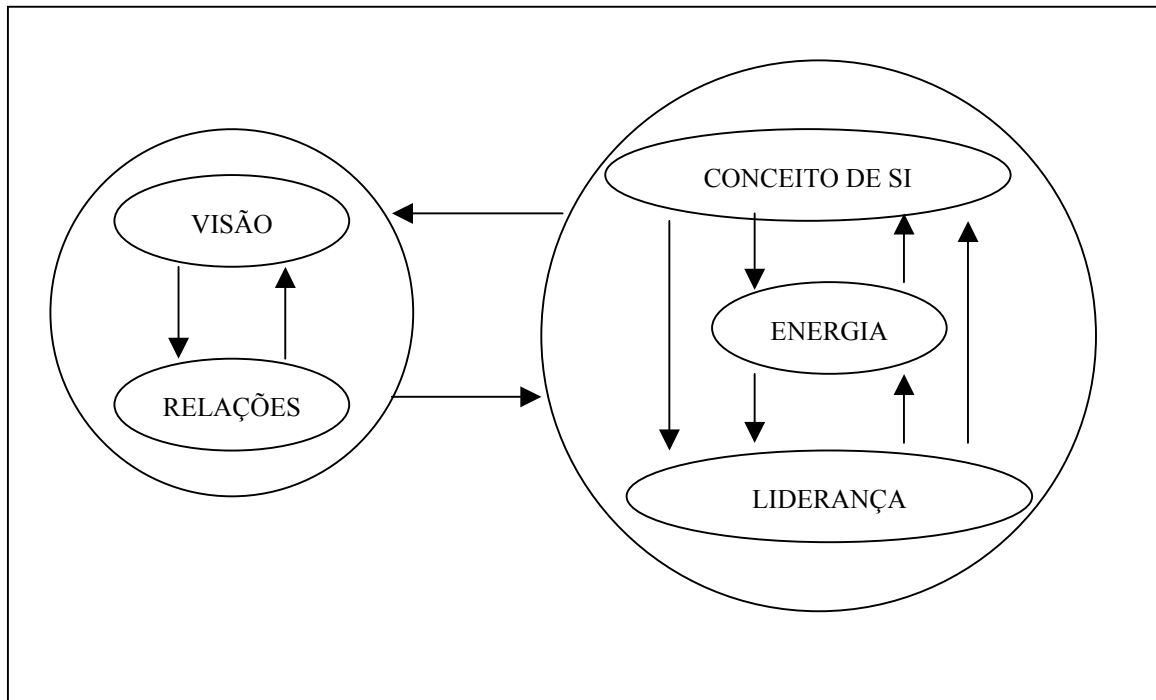 VISÃO
RELAÇÕES
CONCEITO DE SI
ENERGIA
LIDERANÇA